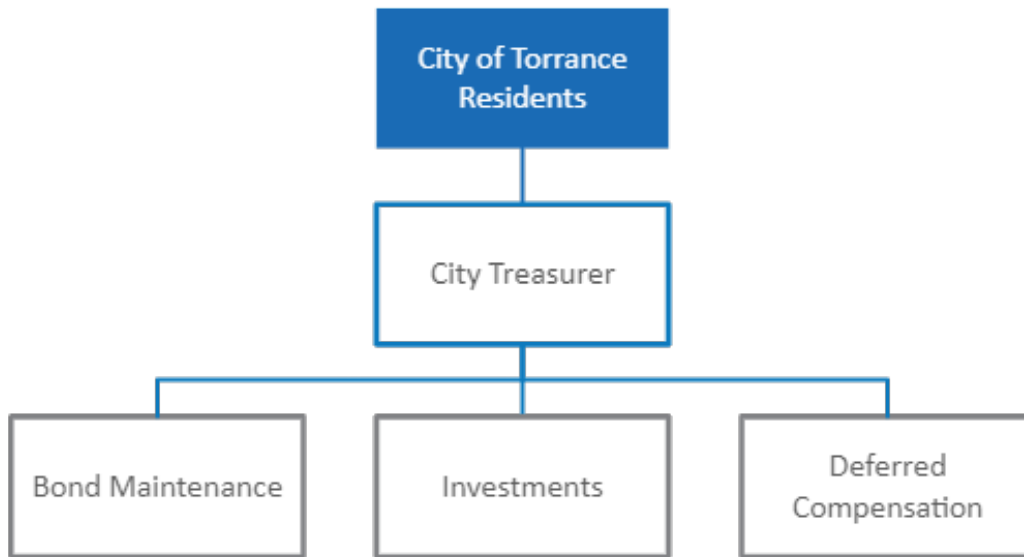 City of Torrance
Residents
City Treasurer
Bond Maintenance
Investments
Deferred
Compensation